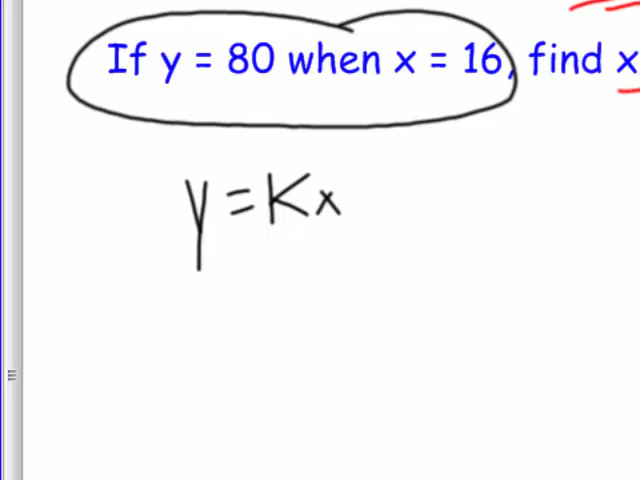 If y = 80 when x = 16, find x
y = Kx